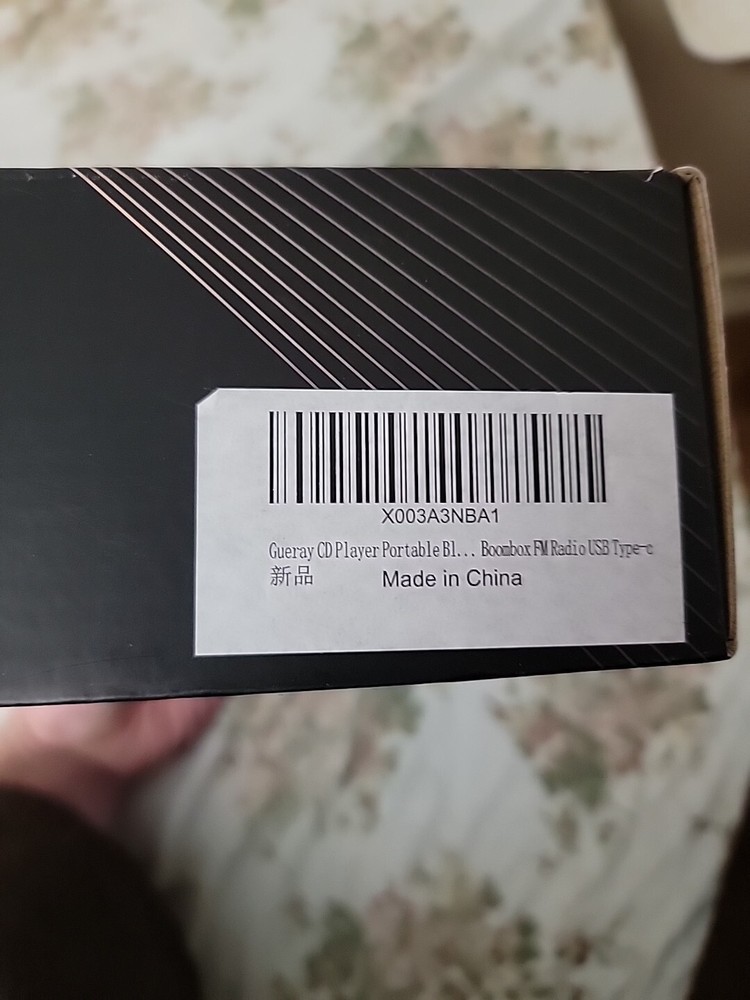 X003A3NBA1
Gueray CD Player Portable Bl... Boombox FM Radio USB Type-c
新品 Made in China